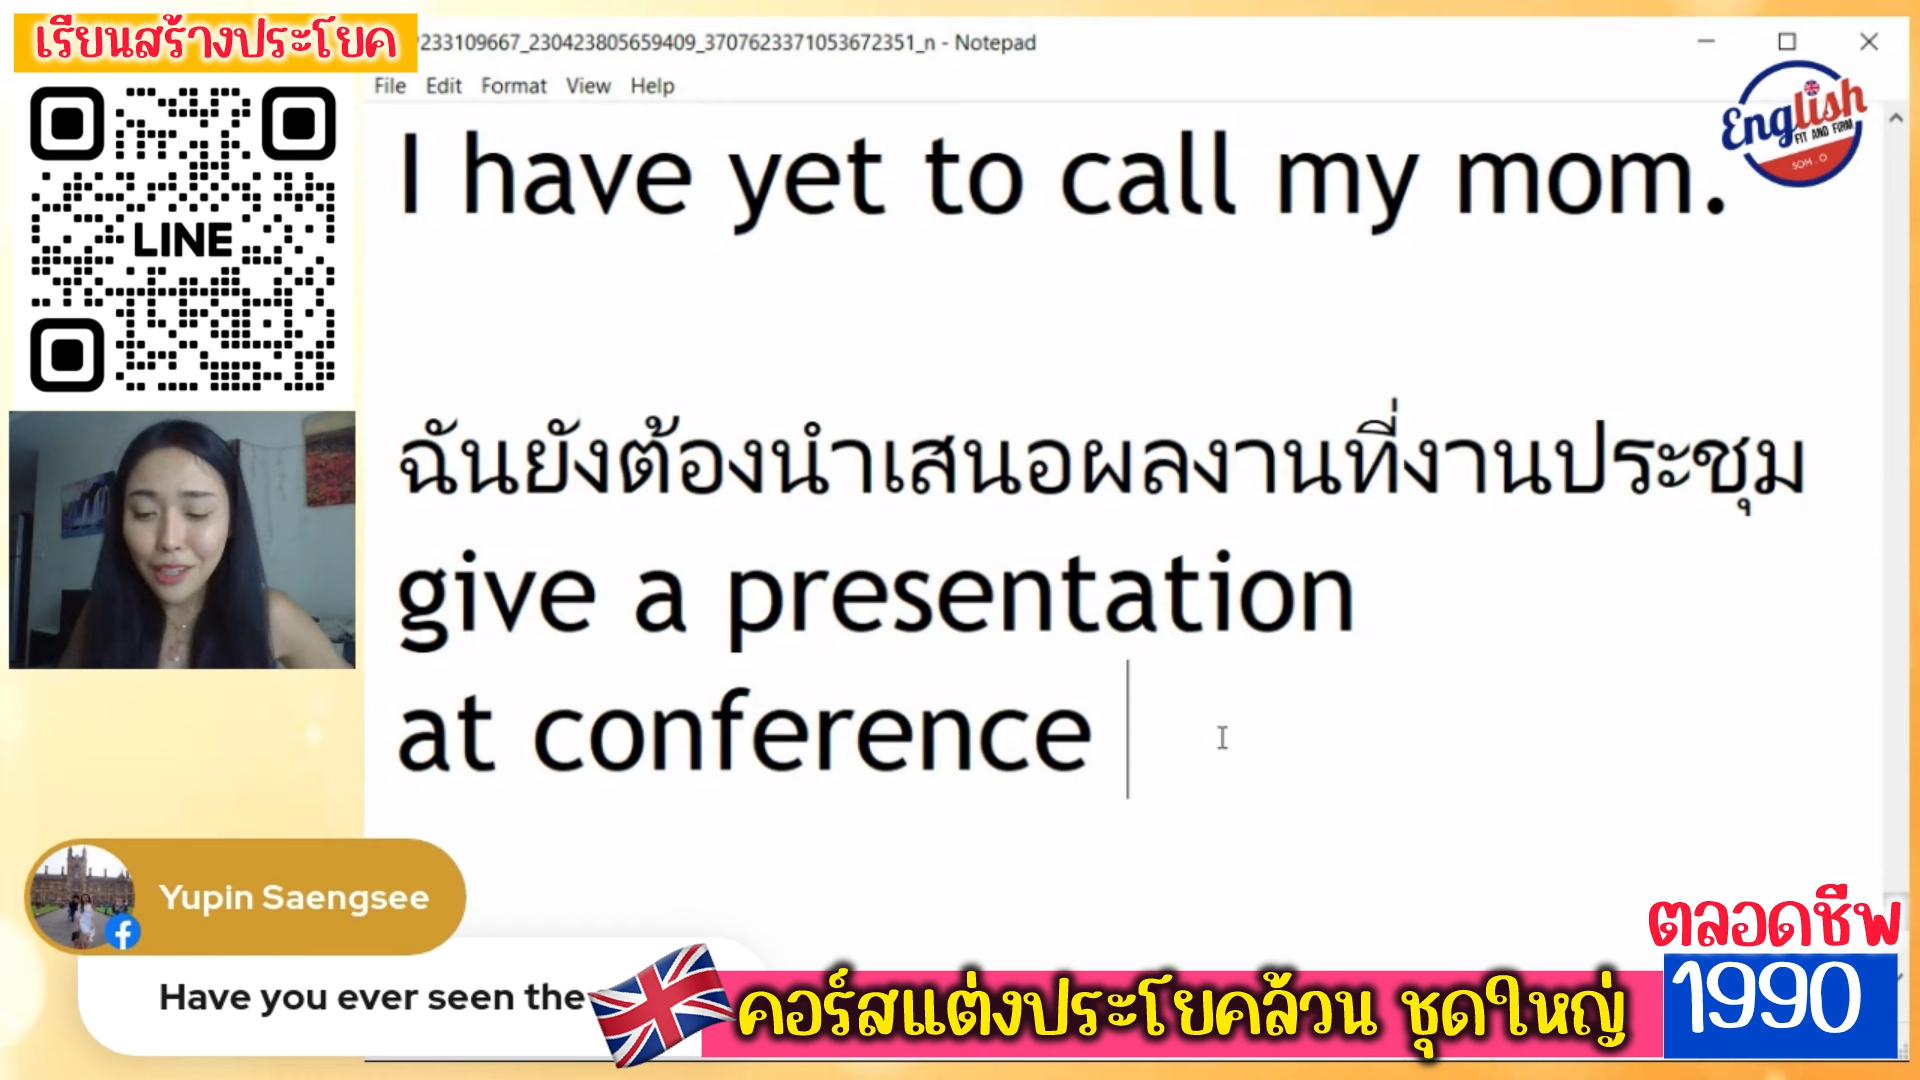 เรียนสร้างประโยค
233109667_230423805659409_3707623371053672351_n - Notepad
File Edit Format View Help
English
FIT AND FIRM
SOM . O
LINE
I have yet to call my mom.
ฉันยังต้องนำเสนอผลงานที่งานประชุม
give a presentation
at conference
Yupin Saengsee
Have you ever seen the
ตลอดชีพ
คอร์สแต่งประโยคล้วน ชุดใหญ่
1990